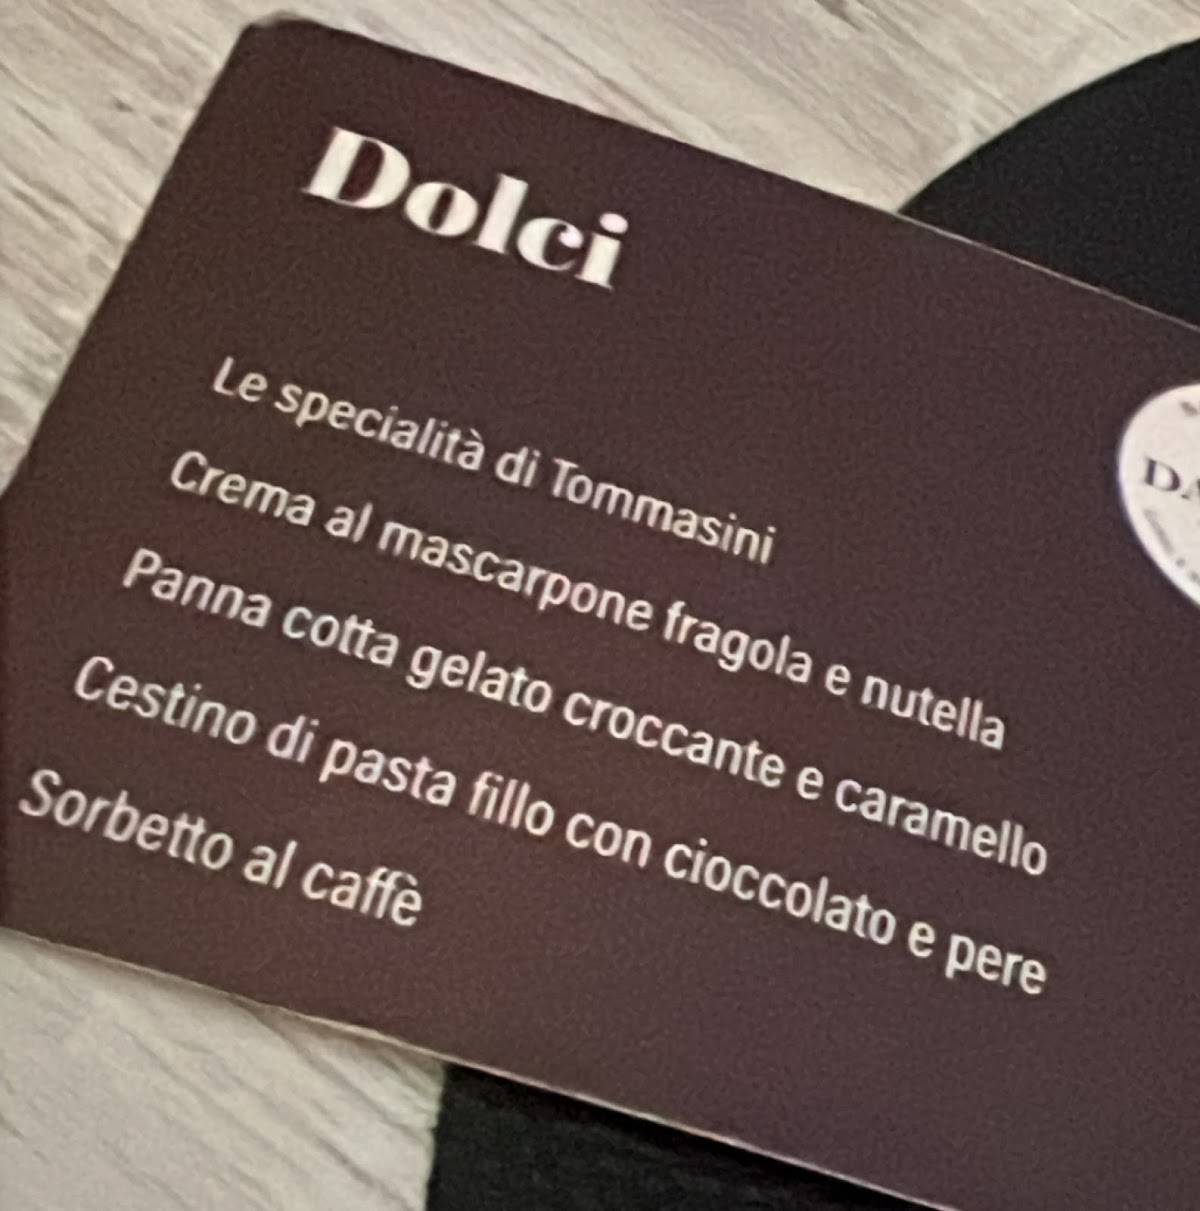 Dolci
Le specialità di Tommasini
Crema al mascarpone fragola e nutella
Panna cotta gelato croccante e caramello
Cestino di pasta fillo con cioccolato e pere
Sorbetto al caffè